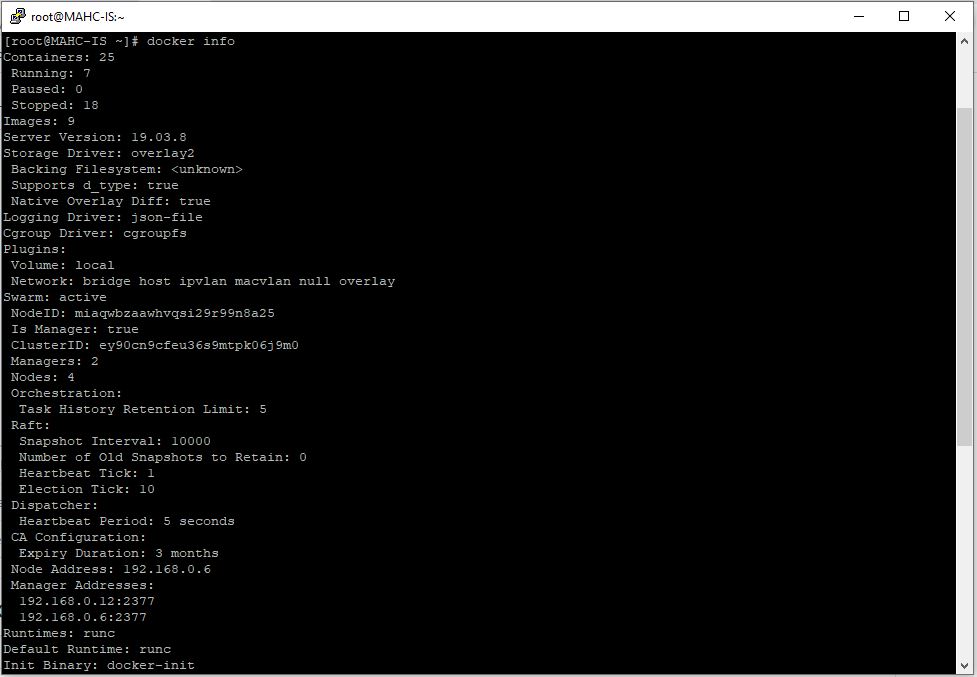 root@MAHC-IS:~
[root@MAHC-IS ~]# docker info
Containers: 25
 Running: 7
 Paused: 0
 Stopped: 18
Images: 9
Server Version: 19.03.8
Storage Driver: overlay2
 Backing Filesystem: <unknown>
 Supports d_type: true
 Native Overlay Diff: true
Logging Driver: json-file
Cgroup Driver: cgroupfs
Plugins:
 Volume: local
 Network: bridge host ipvlan macvlan null overlay
Swarm: active
 NodeID: miaqwbzaawhvqsi29r99n8a25
 Is Manager: true
 ClusterID: ey90cn9cfeu36s9mtpk06j9m0
 Managers: 2
 Nodes: 4
 Orchestration:
  Task History Retention Limit: 5
 Raft:
  Snapshot Interval: 10000
  Number of Old Snapshots to Retain: 0
  Heartbeat Tick: 1
  Election Tick: 10
 Dispatcher:
  Heartbeat Period: 5 seconds
 CA Configuration:
  Expiry Duration: 3 months
 Node Address: 192.168.0.6
 Manager Addresses:
  192.168.0.12:2377
  192.168.0.6:2377
Runtimes: runc
Default Runtime: runc
Init Binary: docker-init